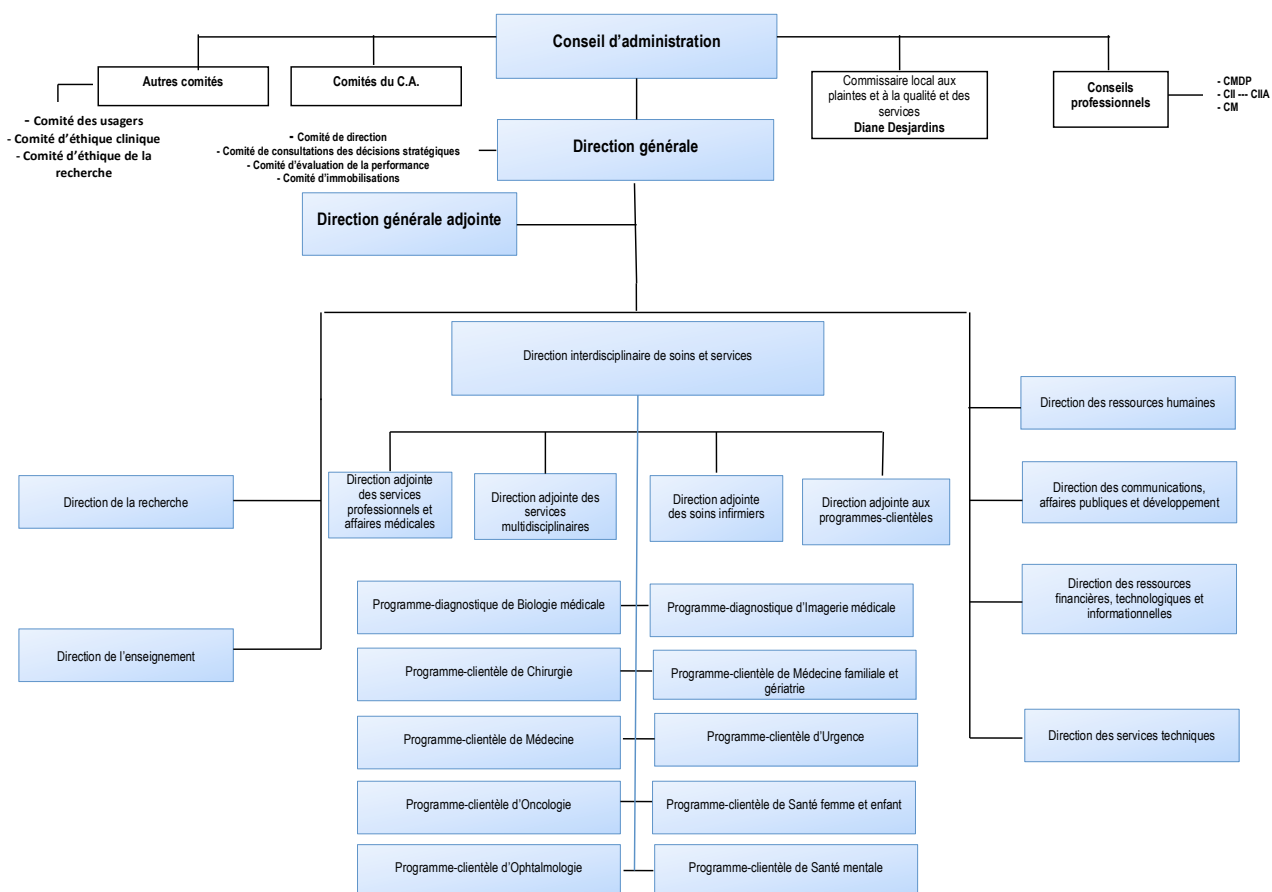 Conseil d'administration
Autres comités
Comités du C.A.
Commissaire local aux
plaintes et à la qualité et des
services
Diane Desjardins
Conseils
professionnels
- CMDP
- CII --- CIIA
- CM
- Comité des usagers
- Comité d'éthique clinique
- Comité d'éthique de la
recherche
- Comité de direction
- Comité de consultations des décisions stratégiques
- Comité d'évaluation de la performance
- Comité d'immobilisations
Direction générale
Direction générale adjointe
Direction interdisciplinaire de soins et services
Direction des ressources humaines
Direction de la recherche
Direction adjointe
des services
professionnels et
affaires médicales
Direction adjointe des
services
multidisciplinaires
Direction adjointe
des soins infirmiers
Direction adjointe aux
programmes-clientèles
Direction des communications,
affaires publiques et développement
Programme-diagnostique de Biologie médicale
Programme-diagnostique d'Imagerie médicale
Direction des ressources
financières, technologiques et
informationnelles
Direction de l'enseignement
Programme-clientèle de Chirurgie
Programme-clientèle de Médecine familiale et
gériatrie
Programme-clientèle de Médecine
Programme-clientèle d'Urgence
Direction des services techniques
Programme-clientèle d'Oncologie
Programme-clientèle de Santé femme et enfant
Programme-clientèle d'Ophtalmologie
Programme-clientèle de Santé mentale